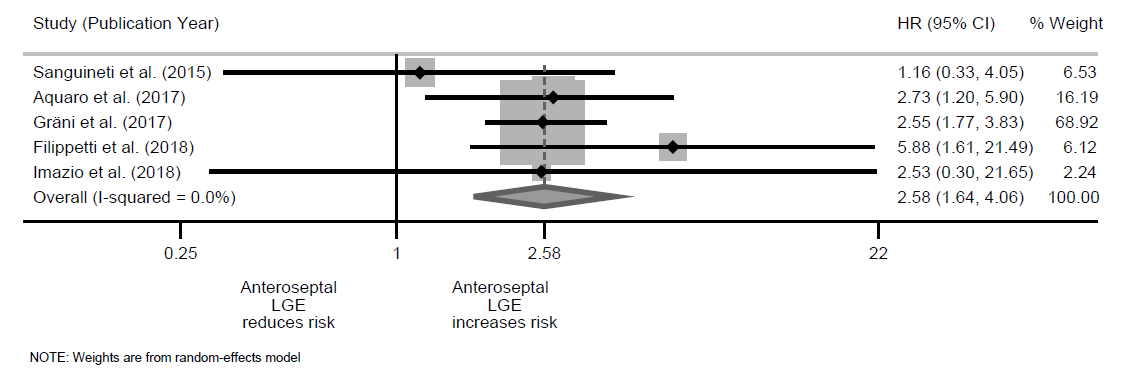 Study (Publication Year) HR (95% CI) % Weight
Sanguineti et al. (2015) 1.16 (0.33, 4.05) 6.53
Aquaro et al. (2017) 2.73 (1.20, 5.90) 16.19
Gräni et al. (2017) 2.55 (1.77, 3.83) 68.92
Filippetti et al. (2018) 5.88 (1.61, 21.49) 6.12
Imazio et al. (2018) 2.53 (0.30, 21.65) 2.24
Overall (I-squared = 0.0%) 2.58 (1.64, 4.06) 100.00
0.25 1 2.58 22
Anteroseptal
LGE
reduces risk
Anteroseptal
LGE
increases risk
NOTE: Weights are from random-effects model